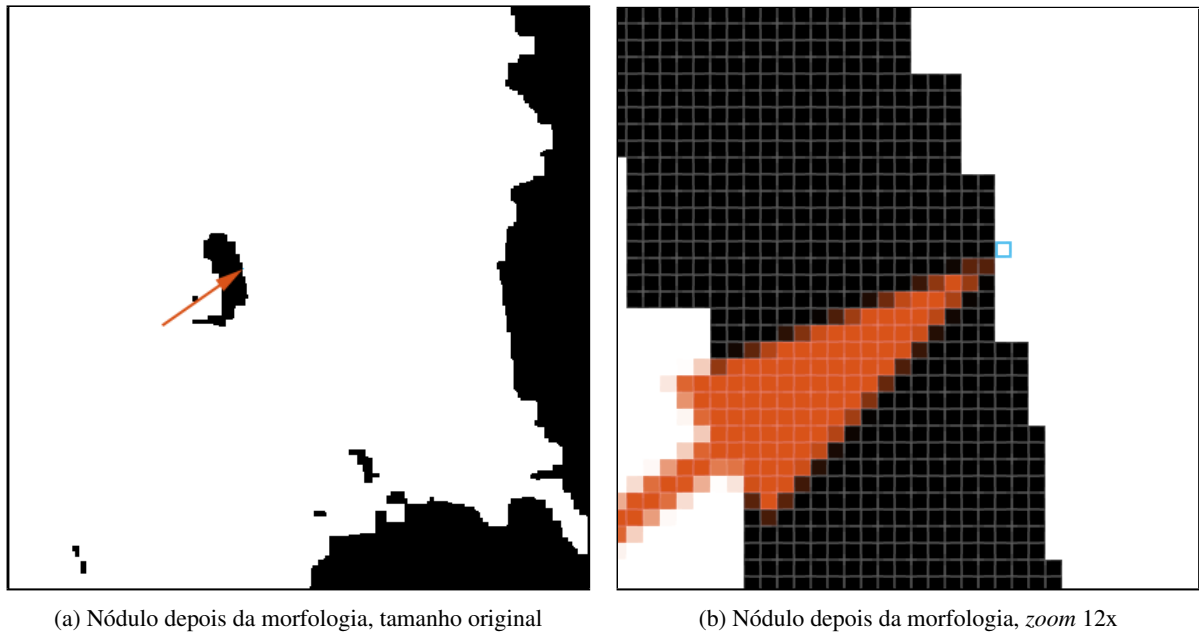 (a) Nódulo depois da morfologia, tamanho original
(b) Nódulo depois da morfologia, zoom 12x